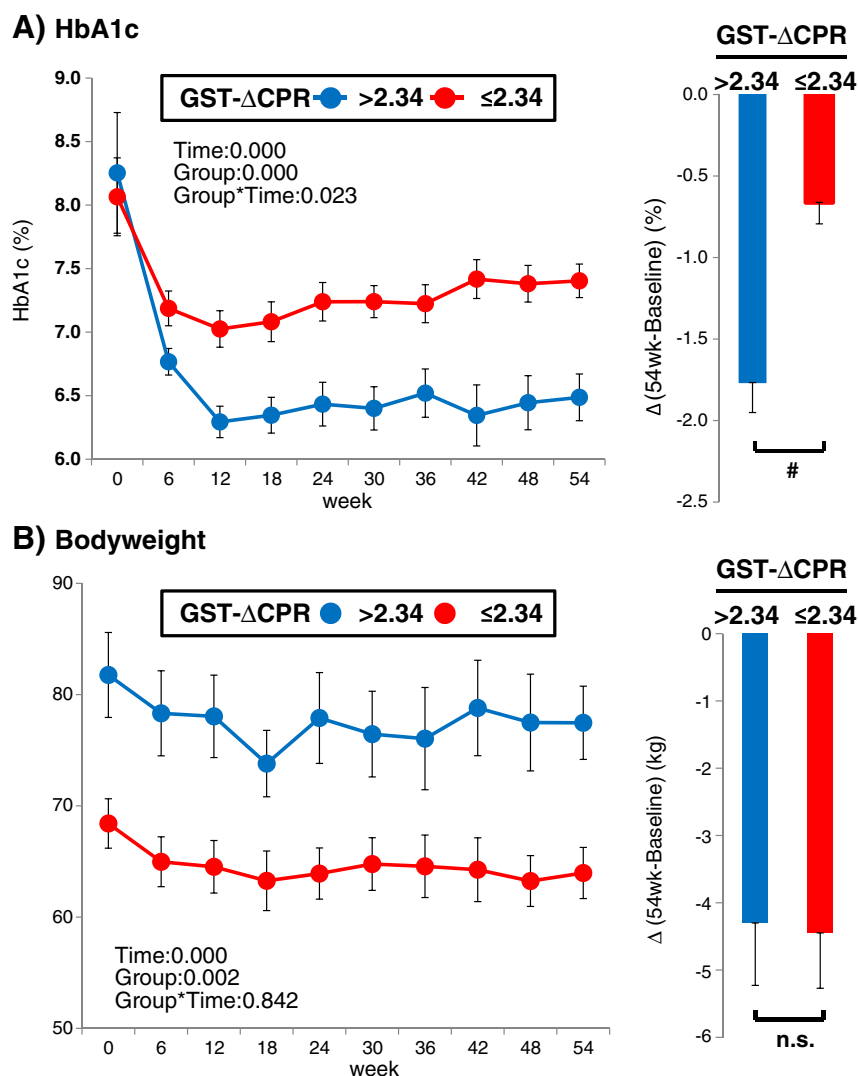 A) HbA1c
GST-ΔCPR
>2.34 ≤2.34
9.0
8.5
8.0
7.5
7.0
6.5
6.0
HbA1c (%)
GST-ΔCPR >2.34 ≤2.34
Time:0.000
Group:0.000
Group*Time:0.023
0 6 12 18 24 30 36 42 48 54
week
0.0
-0.5
-1.0
-1.5
-2.0
-2.5
Δ(54wk-Baseline) (%)
#
B) Bodyweight
GST-ΔCPR
>2.34 ≤2.34
90
80
70
60
50
GST-ΔCPR >2.34 ≤2.34
Time:0.000
Group:0.002
Group*Time:0.842
0 6 12 18 24 30 36 42 48 54
week
0
-1
-2
-3
-4
-5
-6
Δ (54wk-Baseline) (kg)
n.s.